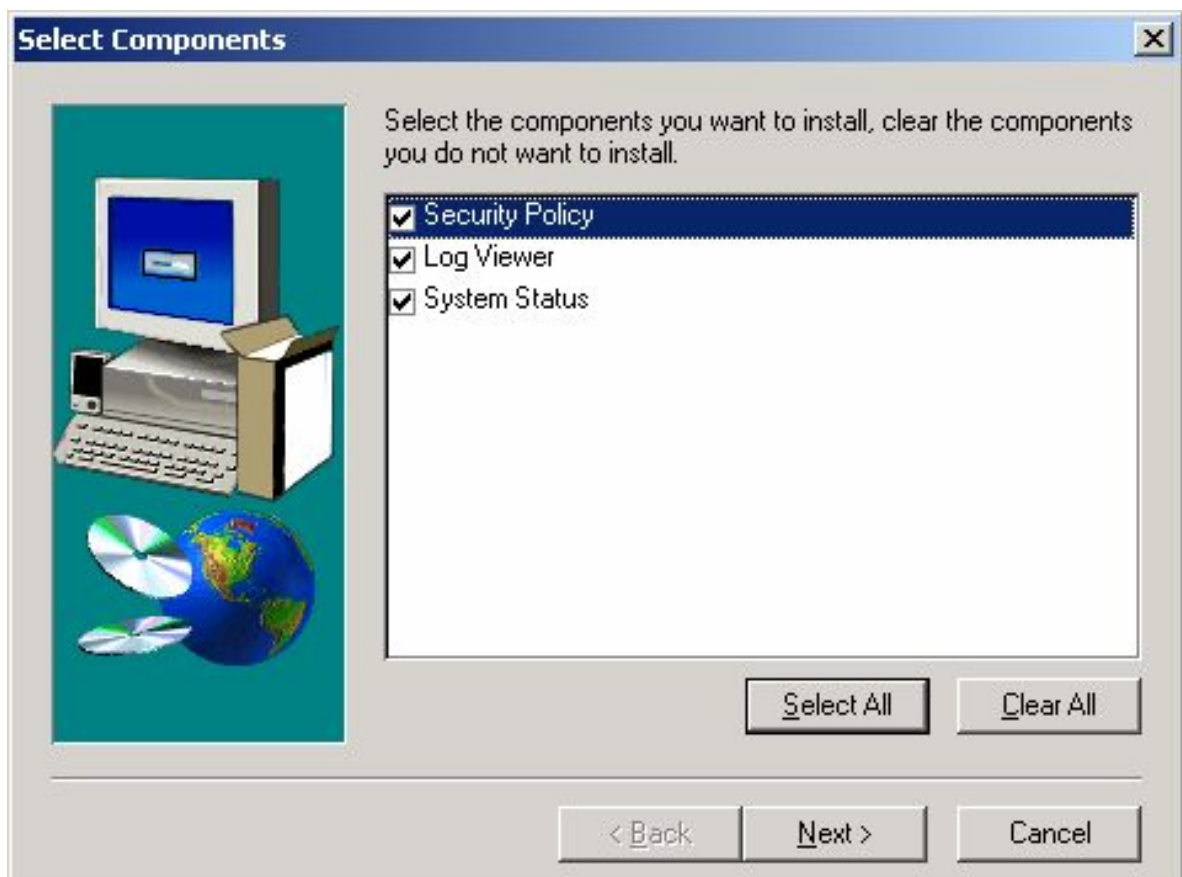 Select Components
Select the components you want to install, clear the components
you do not want to install.
Security Policy
Log Viewer
System Status
Select All
Clear All
< Back
Next >
Cancel